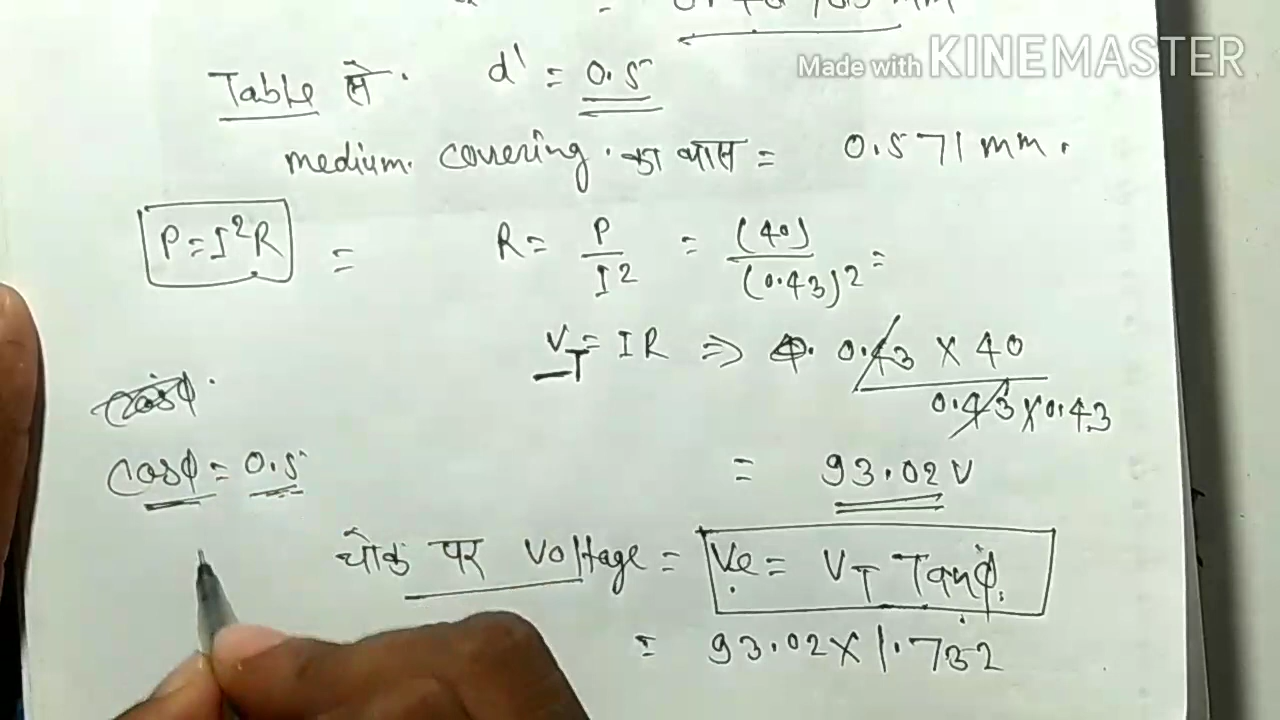 Made with KINEMASTER
Table से. d' = 0.5
medium. covering. का व्यास = 0.571 mm.
P = I²R = R = P/I² = (40)/(0.43)² =
V_T = IR ⇒ 0.43 × 40 / 0.43 × 0.43
cosφ.
cosφ = 0.5 = 93.02 V
चोक पर Voltage = Ve = V_T Tanφ.
= 93.02 × 1.732